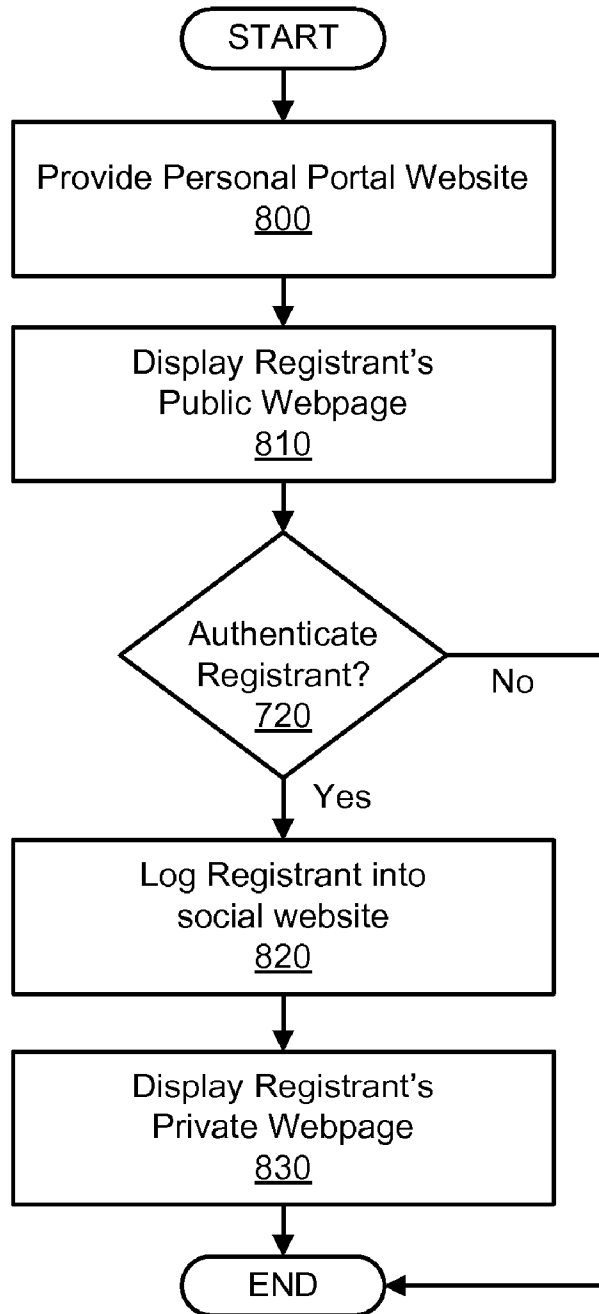 START
Provide Personal Portal Website
800
Display Registrant's
Public Webpage
810
Authenticate
Registrant?
720
No
Yes
Log Registrant into
social website
820
Display Registrant's
Private Webpage
830
END